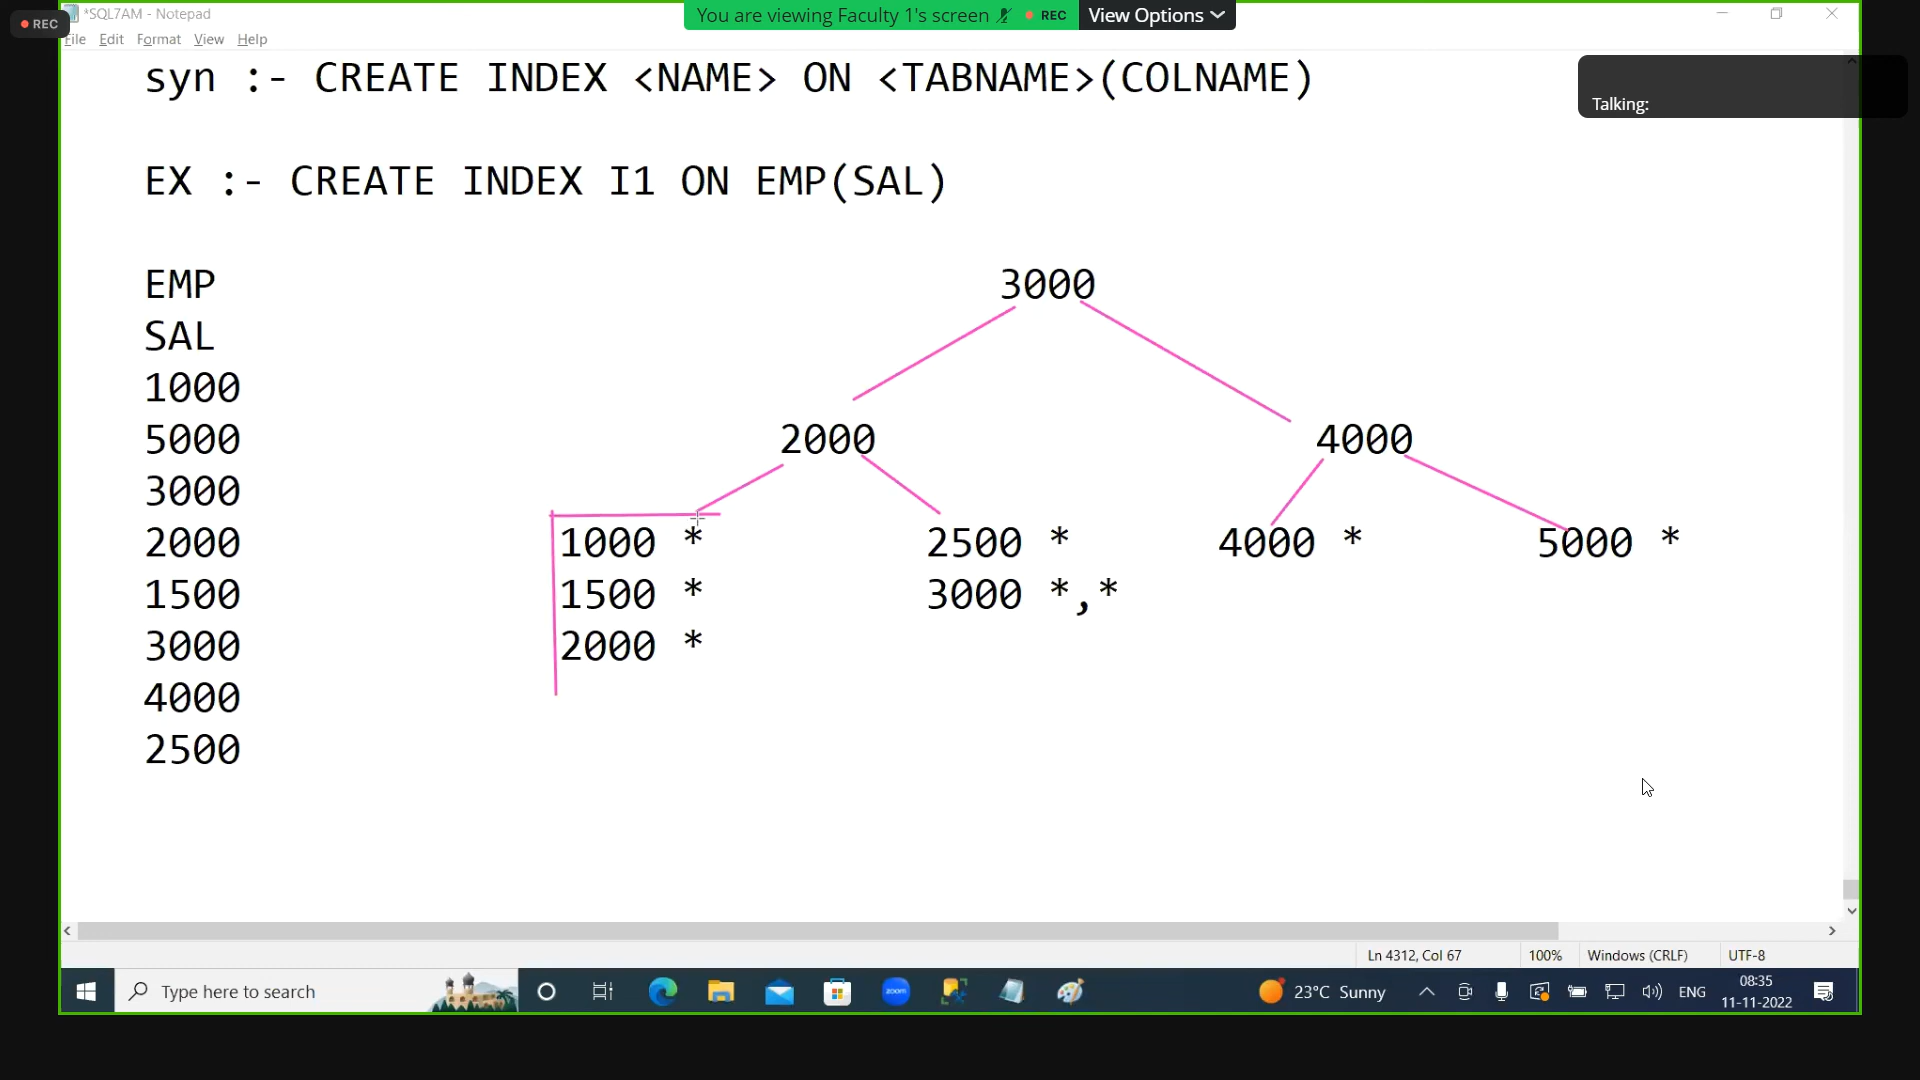 REC
*SQL7AM - Notepad
You are viewing Faculty 1's screen
REC
View Options
File Edit Format View Help
Talking:
syn :- CREATE INDEX <NAME> ON <TABNAME>(COLNAME)
EX :- CREATE INDEX I1 ON EMP(SAL)
EMP 3000
SAL
1000
5000 2000 4000
3000
2000 1000 * 2500 * 4000 * 5000 *
1500 1500 * 3000 *,*
3000 2000 *
4000
2500
Ln 4312, Col 67 100% Windows (CRLF) UTF-8
Type here to search
zoom
23°C Sunny
ENG
08:35
11-11-2022